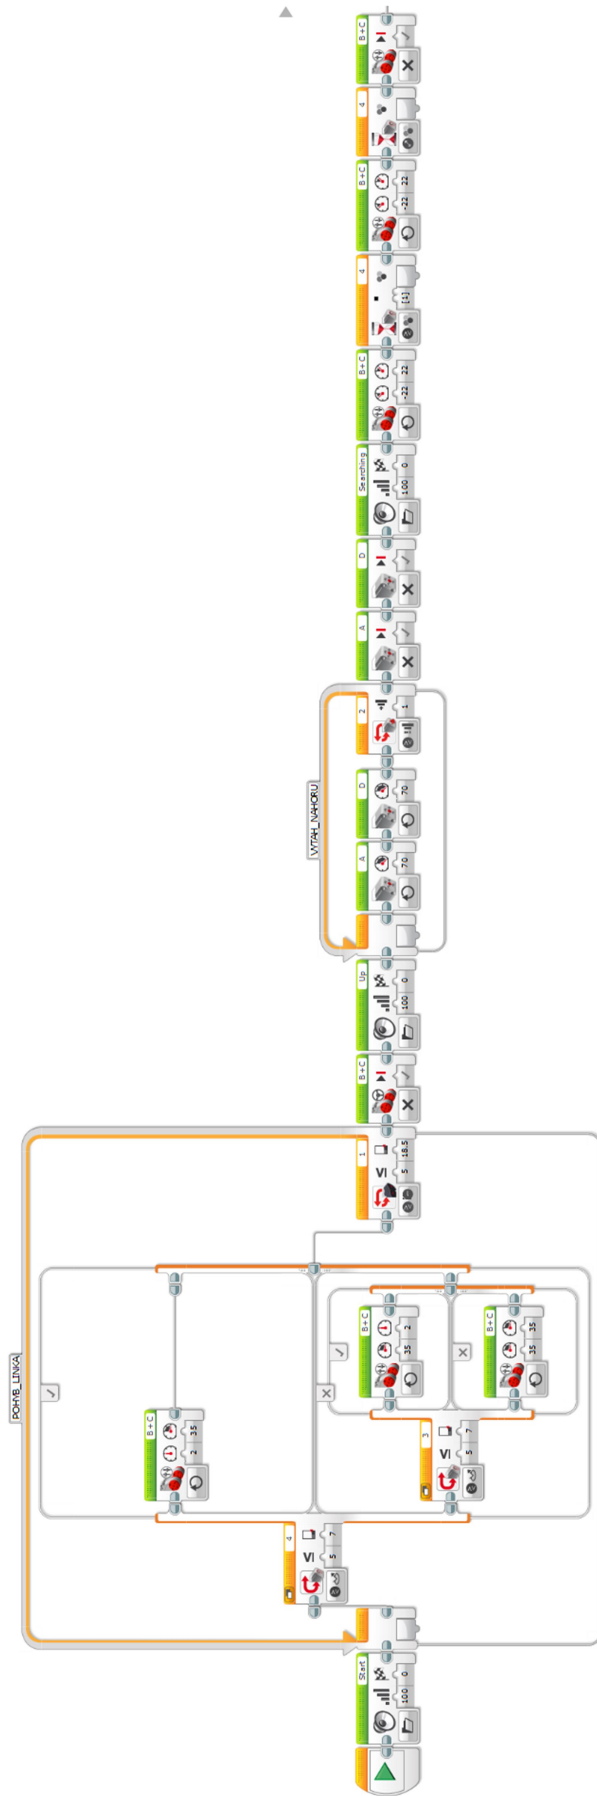 Start
100 0
POHYB_LINKA
4
5 7
B + C
2 35
3
5 7
B + C
35 2
B + C
35 35
1
5 18.5
B + C
Up
100 0
VYTAH_NAHORU
A
70
D
70
2
1
A
D
Searching
100 0
B + C
-22 22
4
[1]
B + C
-22 22
4
B + C